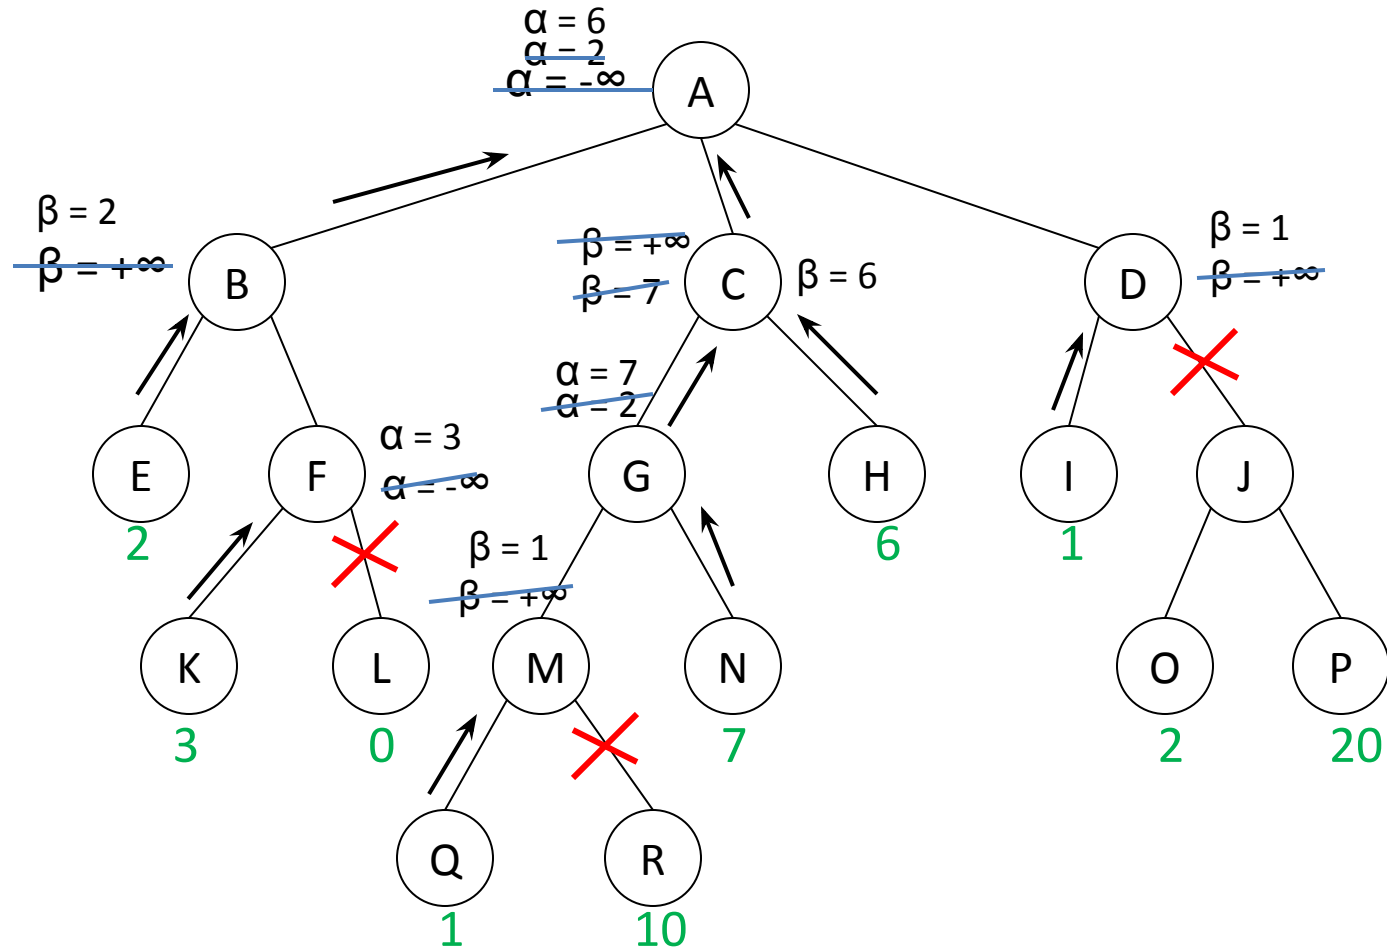 α = 6
α = 2
α = -∞
A
β = 2
β = +∞
B
β = +∞
β = 7
C
β = 6
D
β = 1
β = +∞
α = 7
α = 2
E
F
α = 3
α = -∞
G
H
I
J
2
6
1
β = 1
β = +∞
K
L
M
N
O
P
3
0
7
2
20
Q
R
1
10